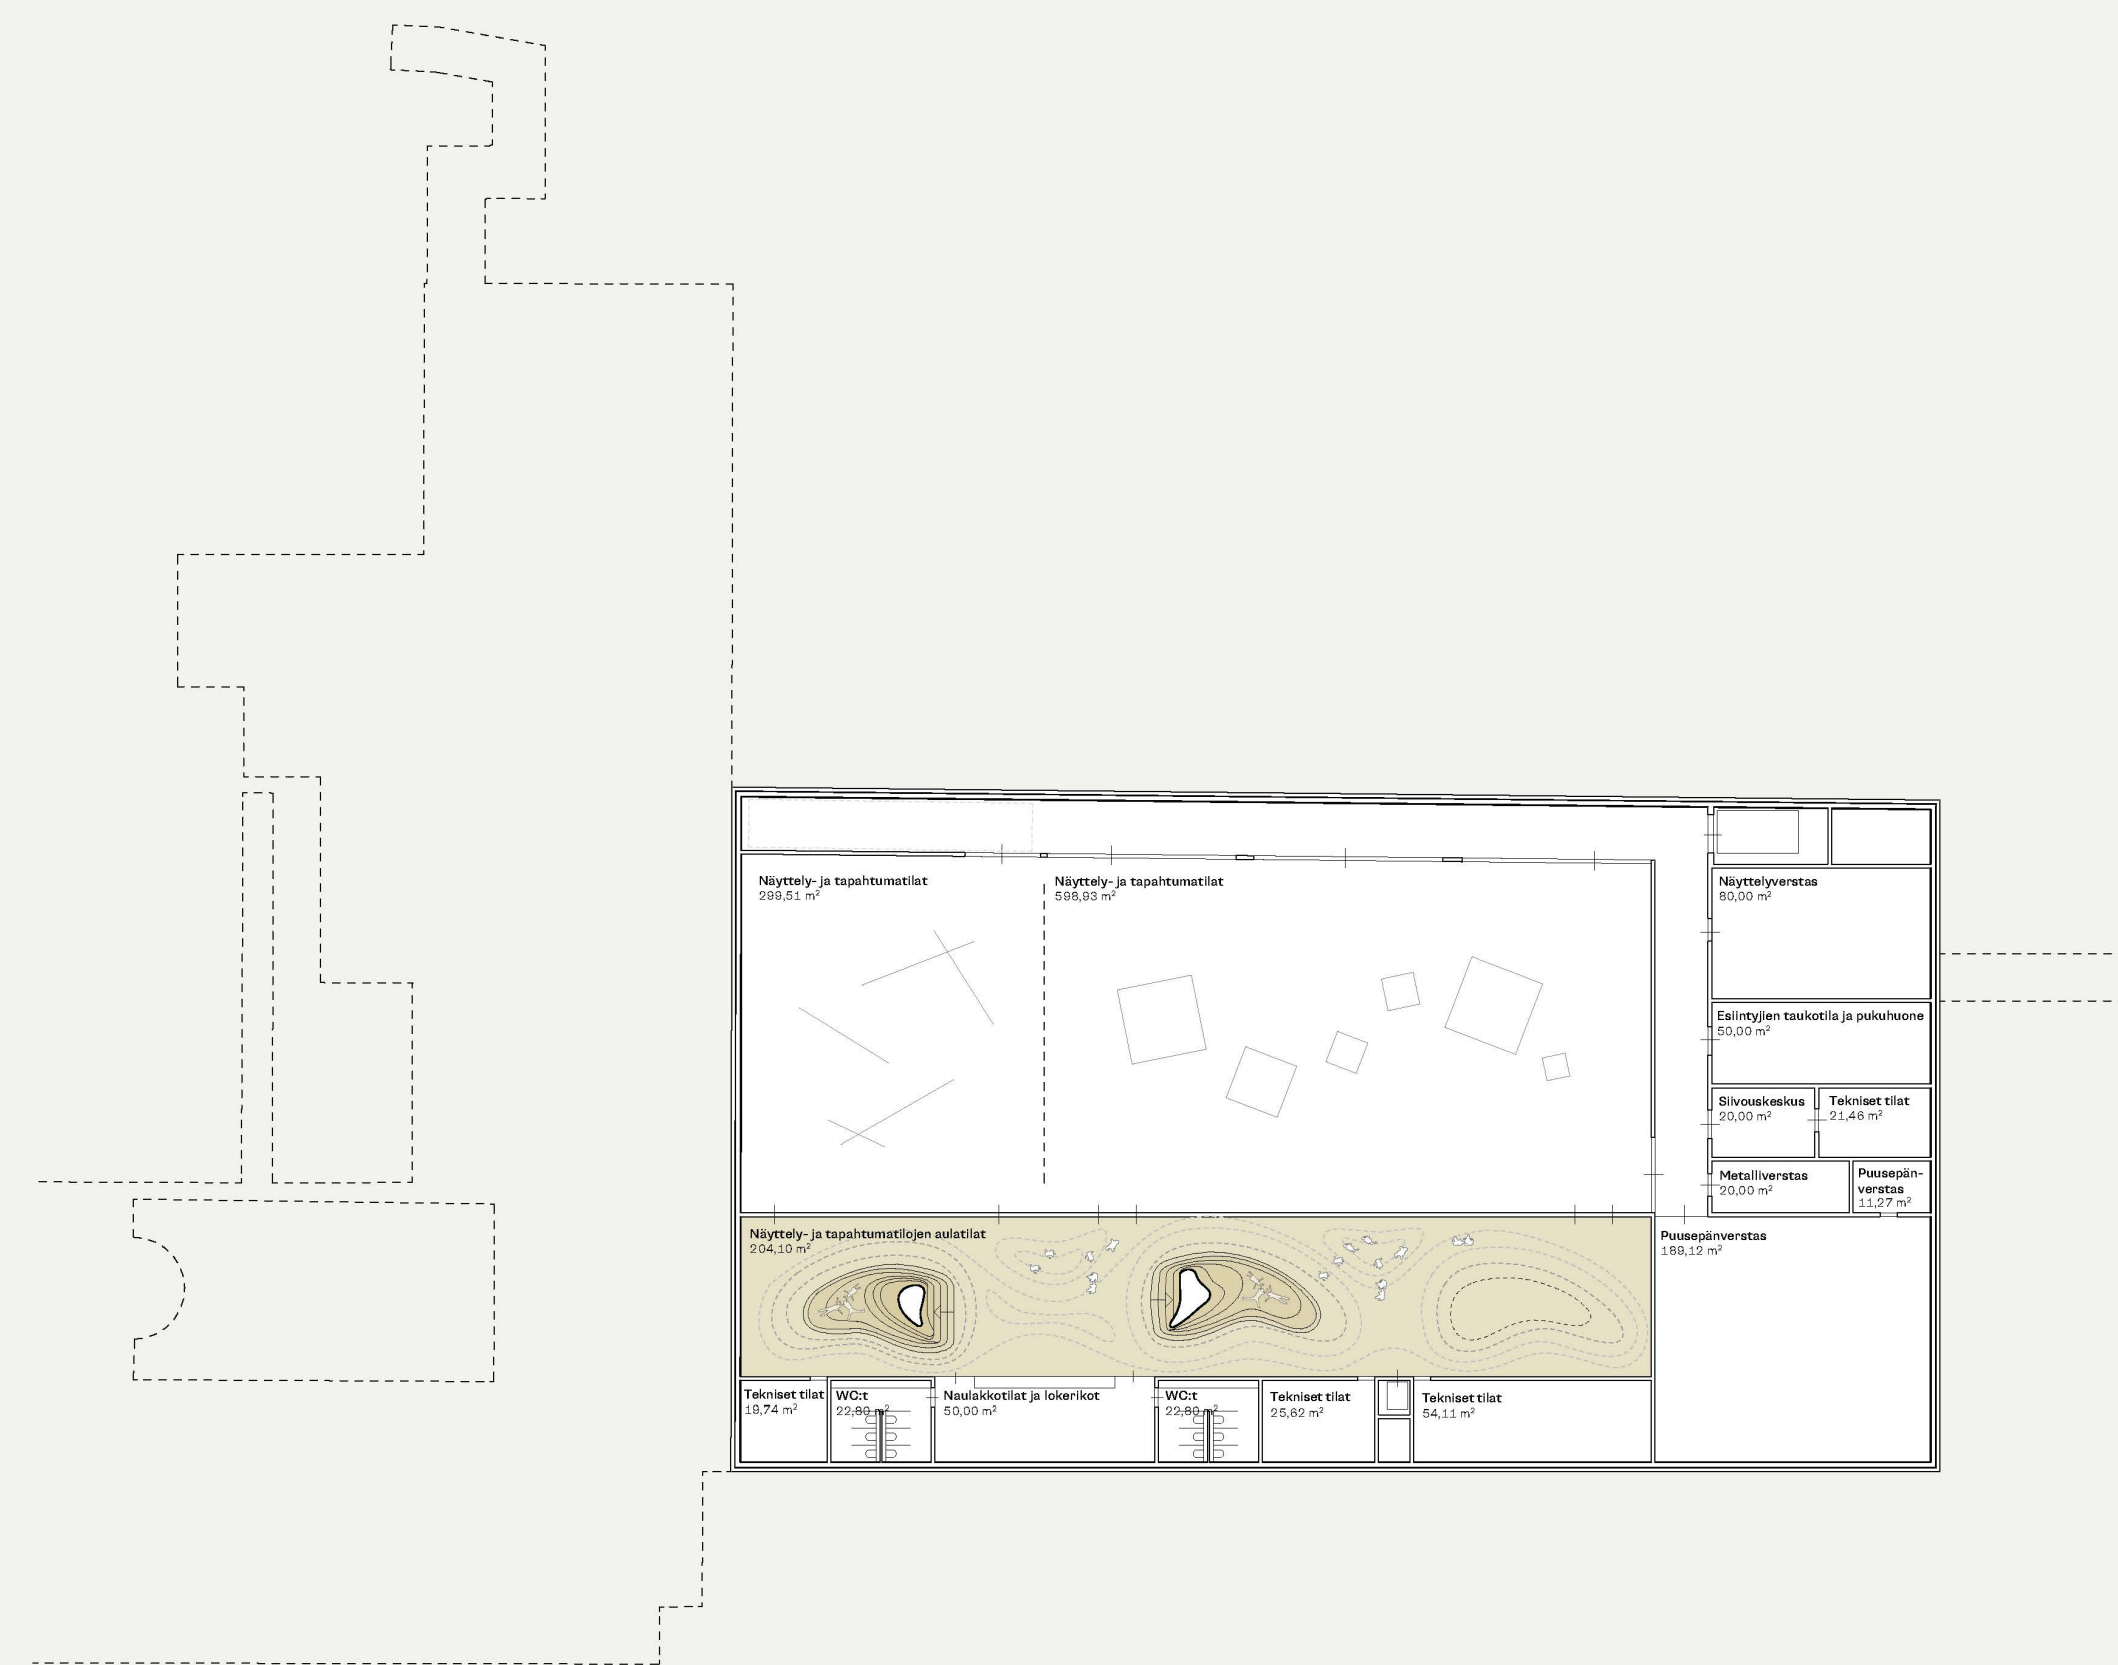 Näyttely- ja tapahtumatilat
299,51 m²
Näyttely- ja tapahtumatilat
598,93 m²
Näyttelyverstas
80,00 m²
Esiintyjien taukotila ja pukuhuone
50,00 m²
Siivouskeskus
20,00 m²
Tekniset tilat
21,46 m²
Metalliverstas
20,00 m²
Puusepän-
verstas
11,27 m²
Näyttely- ja tapahtumatilojen aulatilat
204,10 m²
Puusepänverstas
189,12 m²
Tekniset tilat
19,74 m²
WC:t
22,80 m²
Naulakkotilat ja lokerikot
50,00 m²
WC:t
22,80 m²
Tekniset tilat
25,62 m²
Tekniset tilat
54,11 m²